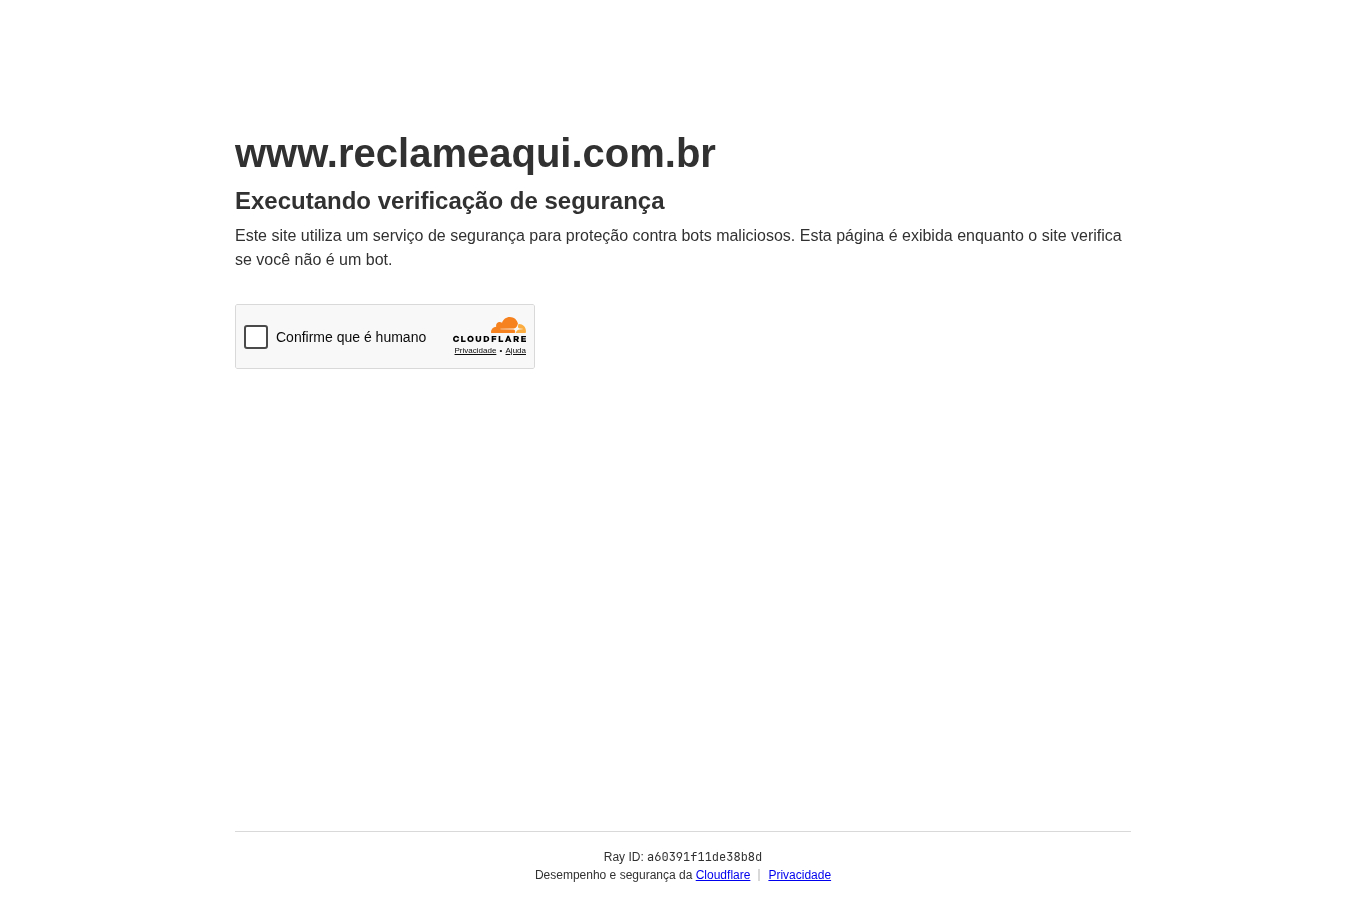 www.reclameaqui.com.br
Executando verificação de segurança
Este site utiliza um serviço de segurança para proteção contra bots maliciosos. Esta página é exibida enquanto o site verifica
se você não é um bot.
Confirme que é humano
CLOUDFLARE
Privacidade • Ajuda
Ray ID: a60391f11de38b8d
Desempenho e segurança da Cloudflare | Privacidade